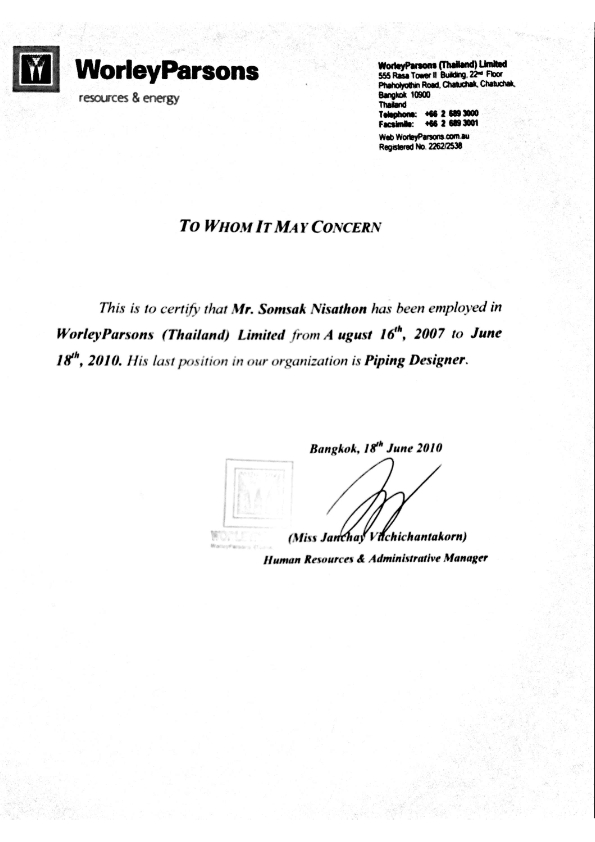 WorleyParsons
resources & energy
WorleyParsons (Thailand) Limited
555 Rasa Tower II Building, 22nd Floor
Phaholyothin Road, Chatuchak, Chatuchak,
Bangkok 10900
Thailand
Telephone: +66 2 689 3000
Facsimile: +66 2 689 3001
Web WorleyParsons.com.au
Registered No. 2262/2538
TO WHOM IT MAY CONCERN
This is to certify that Mr. Somsak Nisathon has been employed in
WorleyParsons (Thailand) Limited from A ugust 16th, 2007 to June
18th, 2010. His last position in our organization is Piping Designer.
Bangkok, 18th June 2010
(Miss Janchay Vichichantakorn)
Human Resources & Administrative Manager